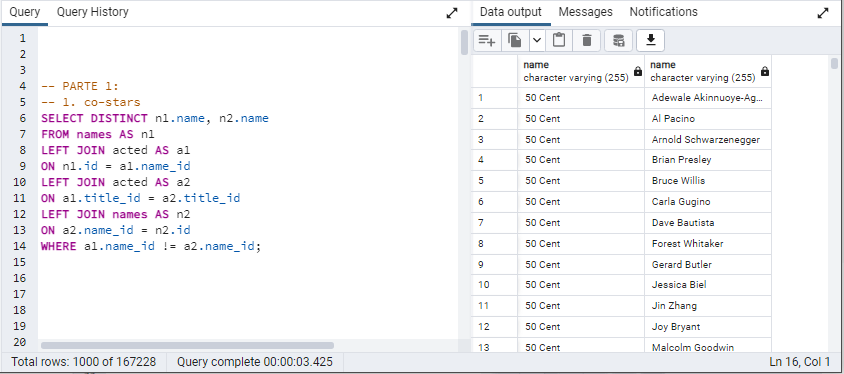 Query Query History
1
2
3
4 -- PARTE 1:
5 -- 1. co-stars
6 SELECT DISTINCT n1.name, n2.name
7 FROM names AS n1
8 LEFT JOIN acted AS a1
9 ON n1.id = a1.name_id
10 LEFT JOIN acted AS a2
11 ON a1.title_id = a2.title_id
12 LEFT JOIN names AS n2
13 ON a2.name_id = n2.id
14 WHERE a1.name_id != a2.name_id;
15
16
17
18
19
20
Data output Messages Notifications
name name
character varying (255) character varying (255)
1 50 Cent Adewale Akinnuoye-Ag...
2 50 Cent Al Pacino
3 50 Cent Arnold Schwarzenegger
4 50 Cent Brian Presley
5 50 Cent Bruce Willis
6 50 Cent Carla Gugino
7 50 Cent Dave Bautista
8 50 Cent Forest Whitaker
9 50 Cent Gerard Butler
10 50 Cent Jessica Biel
11 50 Cent Jin Zhang
12 50 Cent Joy Bryant
13 50 Cent Malcolm Goodwin
Total rows: 1000 of 167228 Query complete 00:00:03.425 Ln 16, Col 1